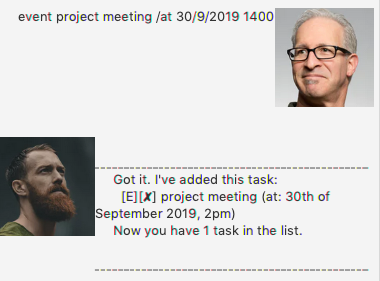 event project meeting /at 30/9/2019 1400
Got it. I've added this task:
[E][✘] project meeting (at: 30th of
September 2019, 2pm)
Now you have 1 task in the list.